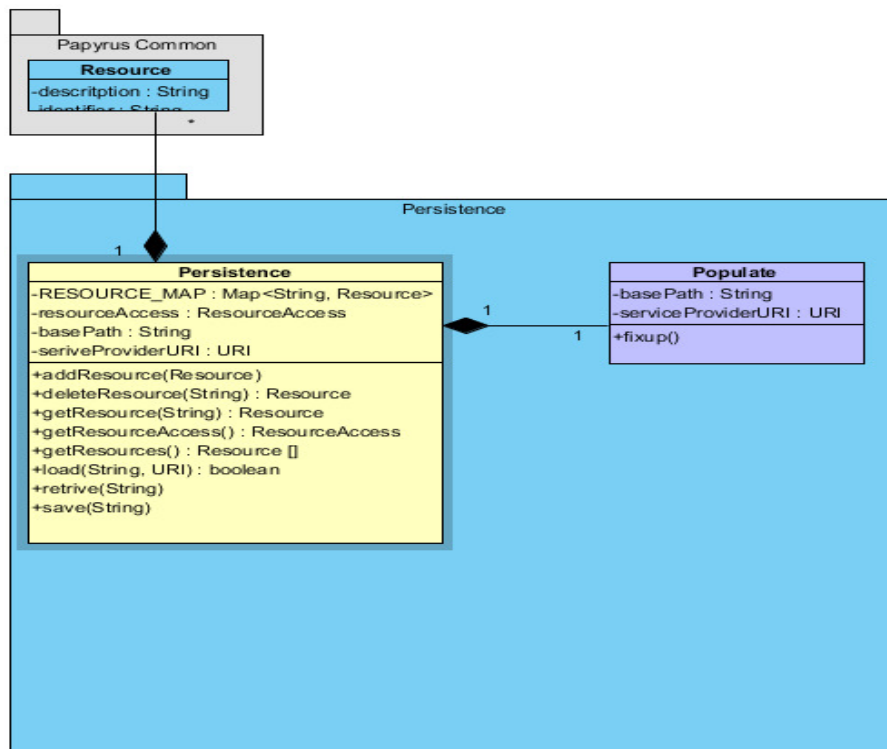 Papyrus Common
Resource
-descritption : String
-identifier : String
*
Persistence
1
Persistence
-RESOURCE_MAP : Map<String, Resource>
-resourceAccess : ResourceAccess
-basePath : String
-seriveProviderURI : URI
+addResource(Resource)
+deleteResource(String) : Resource
+getResource(String) : Resource
+getResourceAccess() : ResourceAccess
+getResources() : Resource []
+load(String, URI) : boolean
+retrive(String)
+save(String)
1
1
Populate
-basePath : String
-serviceProviderURI : URI
+fixup()